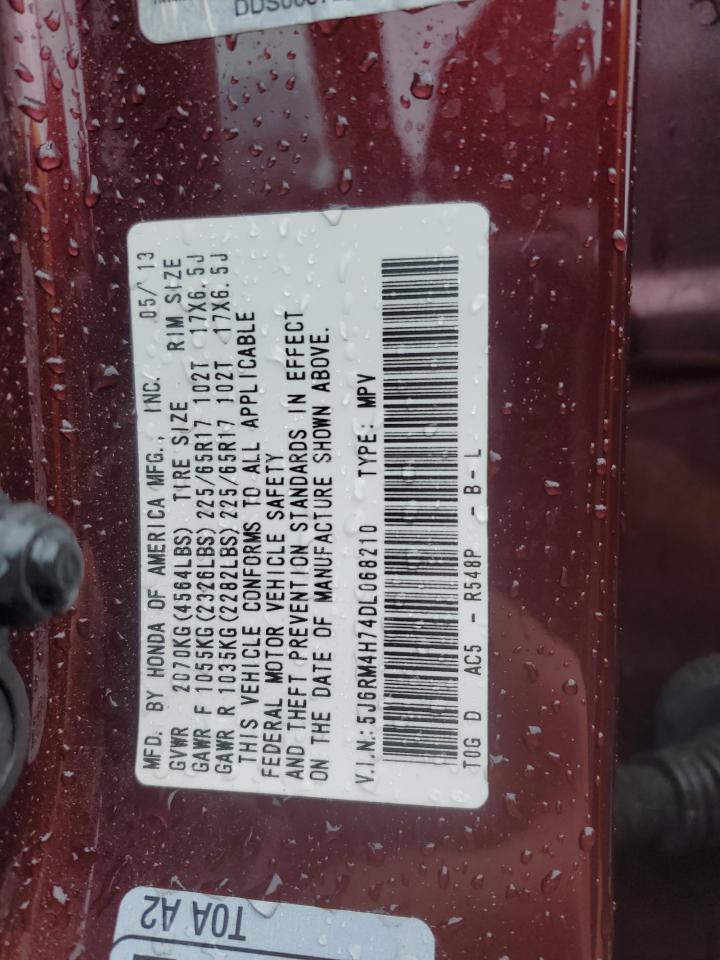 MFD. BY HONDA OF AMERICA MFG., INC. 05/13
GVWR 2070KG(4564LBS) TIRE SIZE RIM SIZE
GAWR F 1055KG(2326LBS) 225/65R17 102T 17X6.5J
GAWR R 1035KG(2282LBS) 225/65R17 102T 17X6.5J
THIS VEHICLE CONFORMS TO ALL APPLICABLE
FEDERAL MOTOR VEHICLE SAFETY
AND THEFT PREVENTION STANDARDS IN EFFECT
ON THE DATE OF MANUFACTURE SHOWN ABOVE.
V.I.N.: 5J6RM4H74DL068210 TYPE: MPV
TOG D AC5 - R548P - B - L
TOA A2